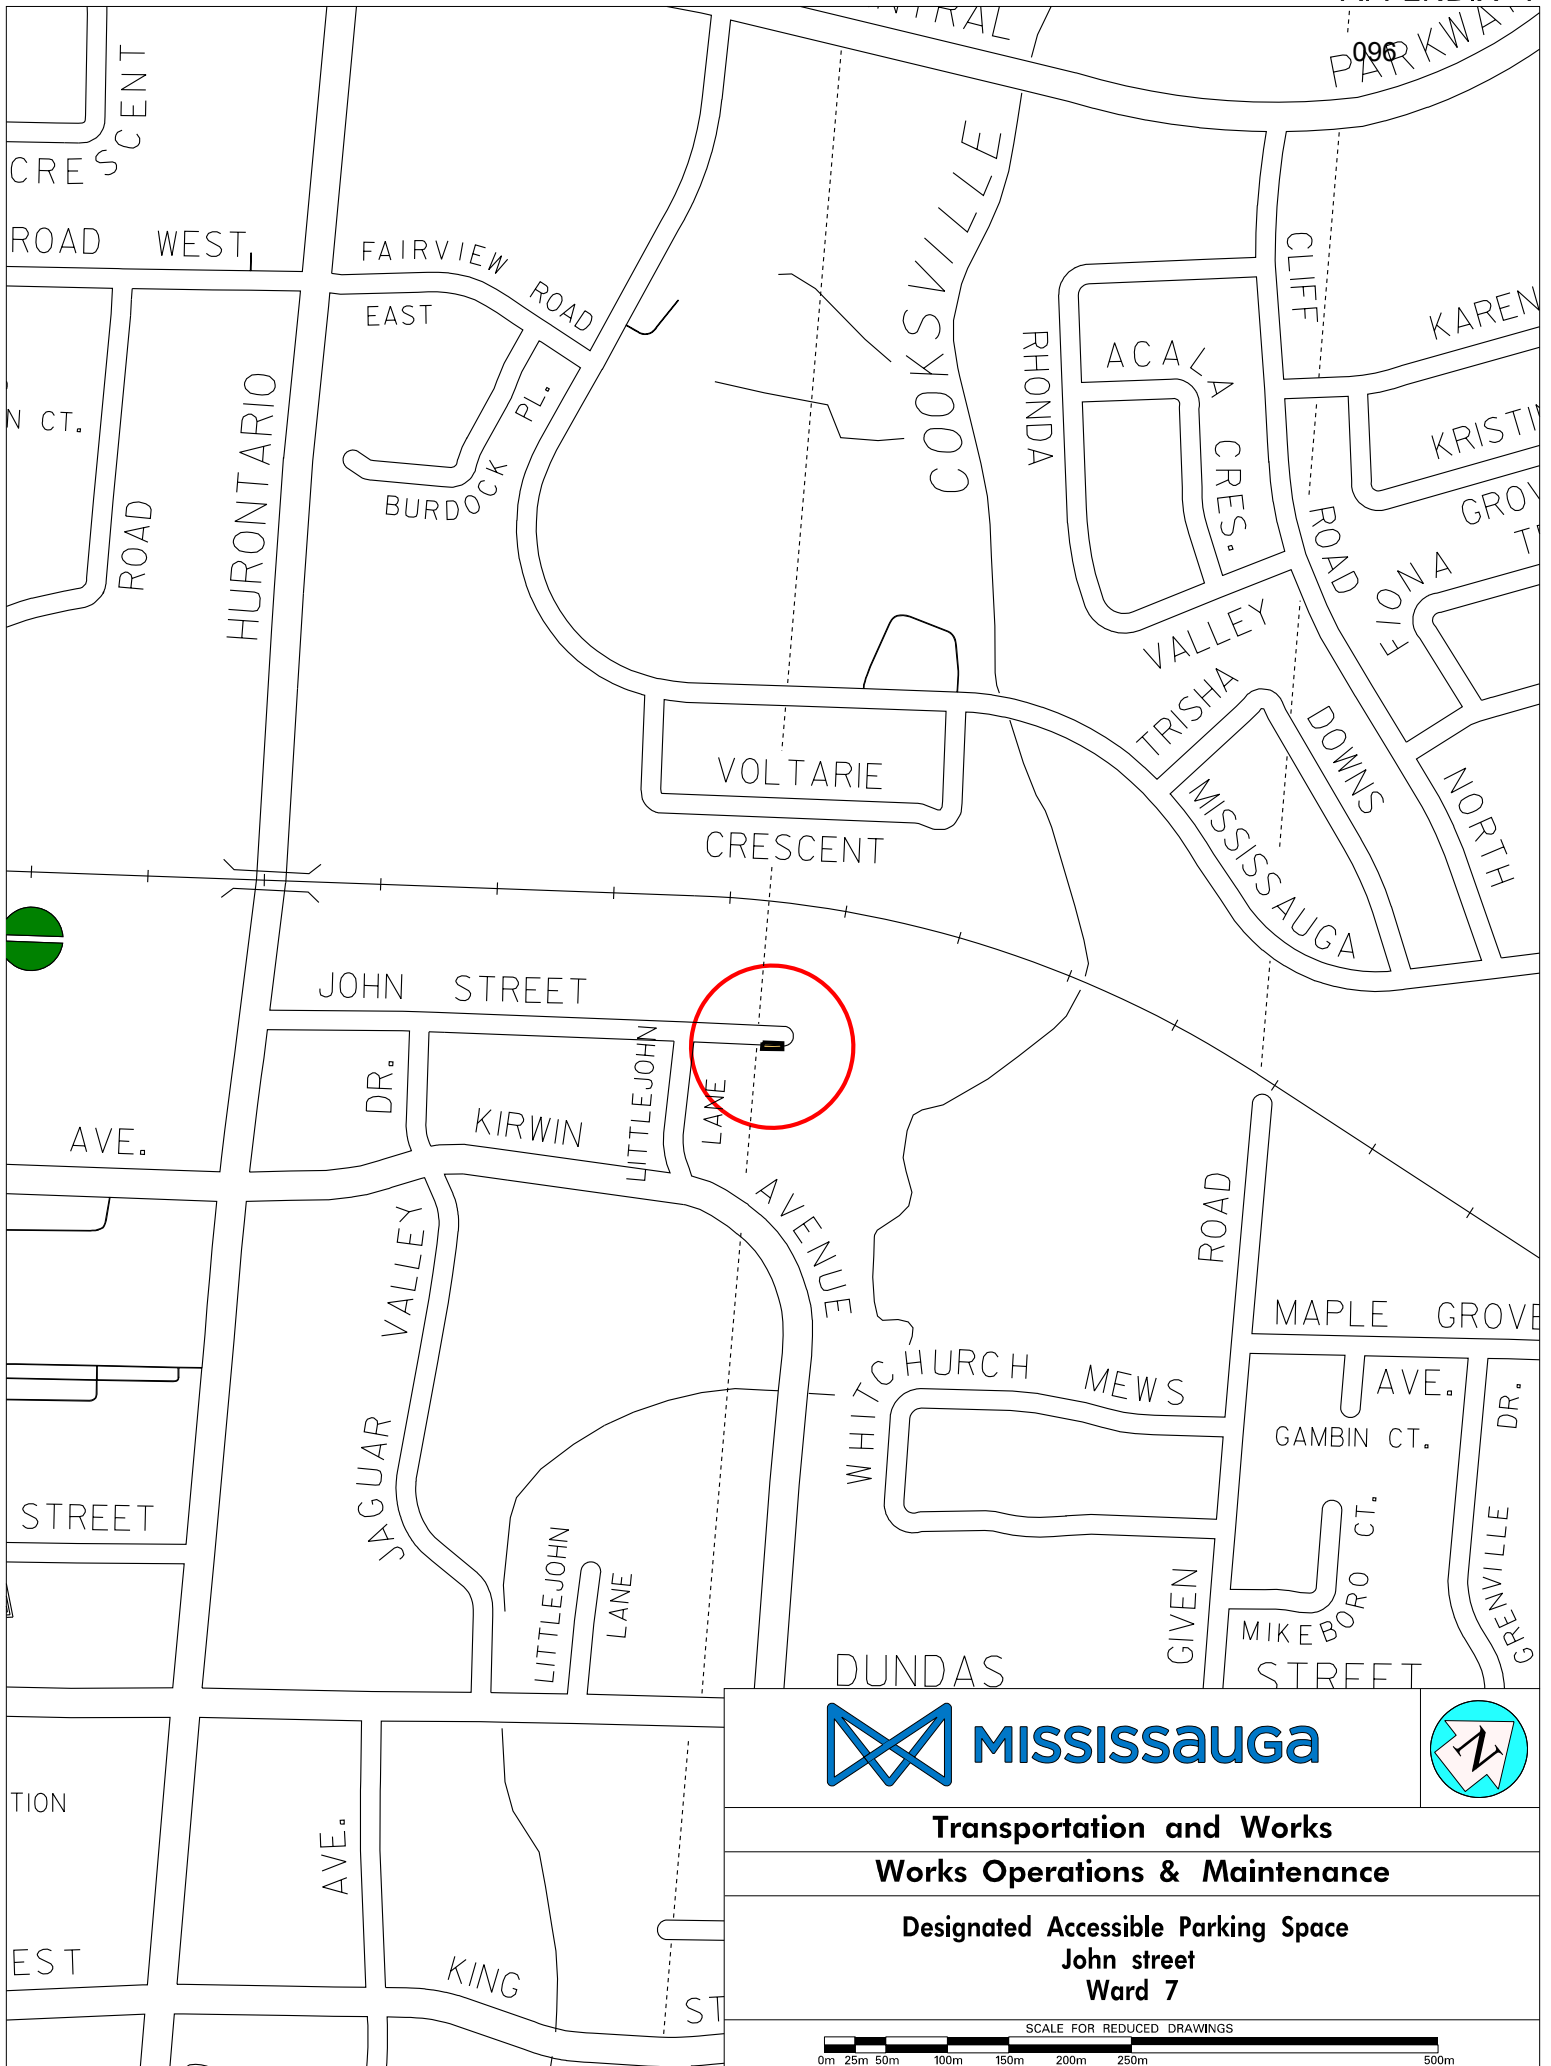 096
PARKWAY
CRESCENT
COOKSVILLE
ROAD WEST
FAIRVIEW ROAD
EAST
CLIFF
ROAD
NORTH
KAREN
HURONTARIO
RHONDA
VALLEY
ACALA CRES.
N CT.
PL.
BURDOCK
ROAD
FIONA
TRISHA
DOWNS
VOLTARIE
CRESCENT
MISSISSAUGA
JOHN STREET
LITTLEJOHN
LANE
DR.
KIRWIN
AVENUE
AVE.
JAGUAR VALLEY
ROAD
MAPLE GROVE
AVE.
WHITCHURCH MEWS
GAMBIN CT.
DR.
GRENVILLE
STREET
LITTLEJOHN
LANE
GIVEN
MIKEBORO CT.
DUNDAS
STREET
MISSISSAUGA
N
TION
AVE.
Transportation and Works
Works Operations & Maintenance
Designated Accessible Parking Space
John street
Ward 7
EST
KING
ST
SCALE FOR REDUCED DRAWINGS
0m 25m 50m 100m 150m 200m 250m 500m